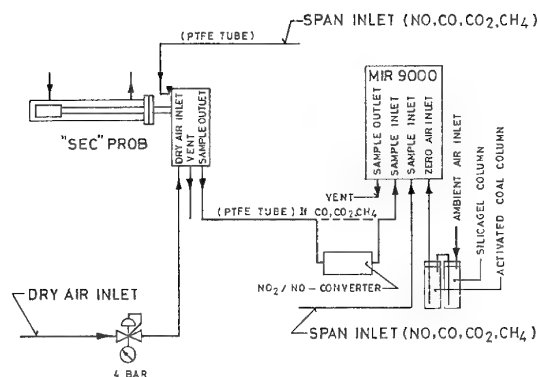 SPAN INLET (NO,CO,CO2,CH4)
(PTFE TUBE)
MIR 9000
SAMPLE OUTLET
SAMPLE INLET
SAMPLE INLET
ZERO AIR INLET
AMBIENT AIR INLET
SILICAGEL COLUMN
ACTIVATED COAL COLUMN
DRY AIR INLET
VENT
SAMPLE OUTLET
"SEC" PROB
VENT
(PTFE TUBE) If CO,CO2,CH4
NO2 / NO - CONVERTER
DRY AIR INLET
SPAN INLET (NO,CO,CO2,CH4)
4 BAR